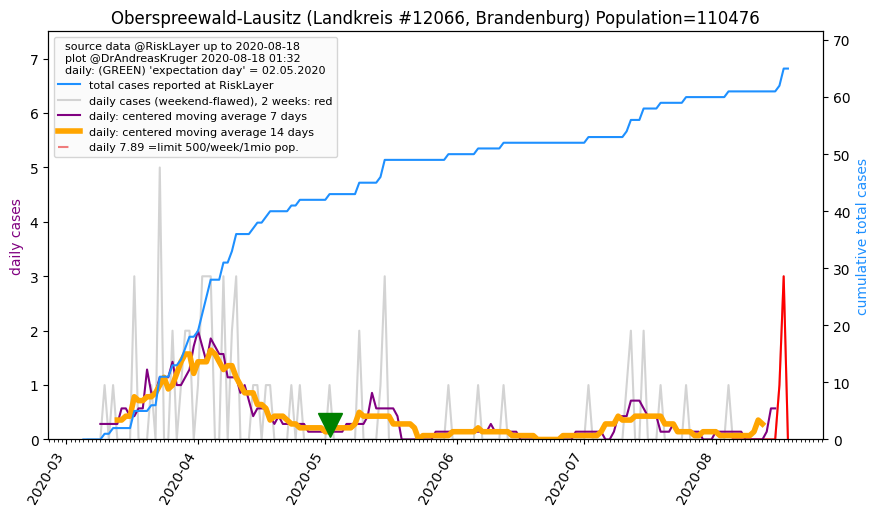 Oberspreewald-Lausitz (Landkreis #12066, Brandenburg) Population=110476
source data @RiskLayer up to 2020-08-18
plot @DrAndreasKruger 2020-08-18 01:32
daily: (GREEN) 'expectation day' = 02.05.2020
total cases reported at RiskLayer
daily cases (weekend-flawed), 2 weeks: red
daily: centered moving average 7 days
daily: centered moving average 14 days
daily 7.89 =limit 500/week/1mio pop.
daily cases
7
6
5
4
3
2
1
0
cumulative total cases
70
60
50
40
30
20
10
0
2020-03
2020-04
2020-05
2020-06
2020-07
2020-08